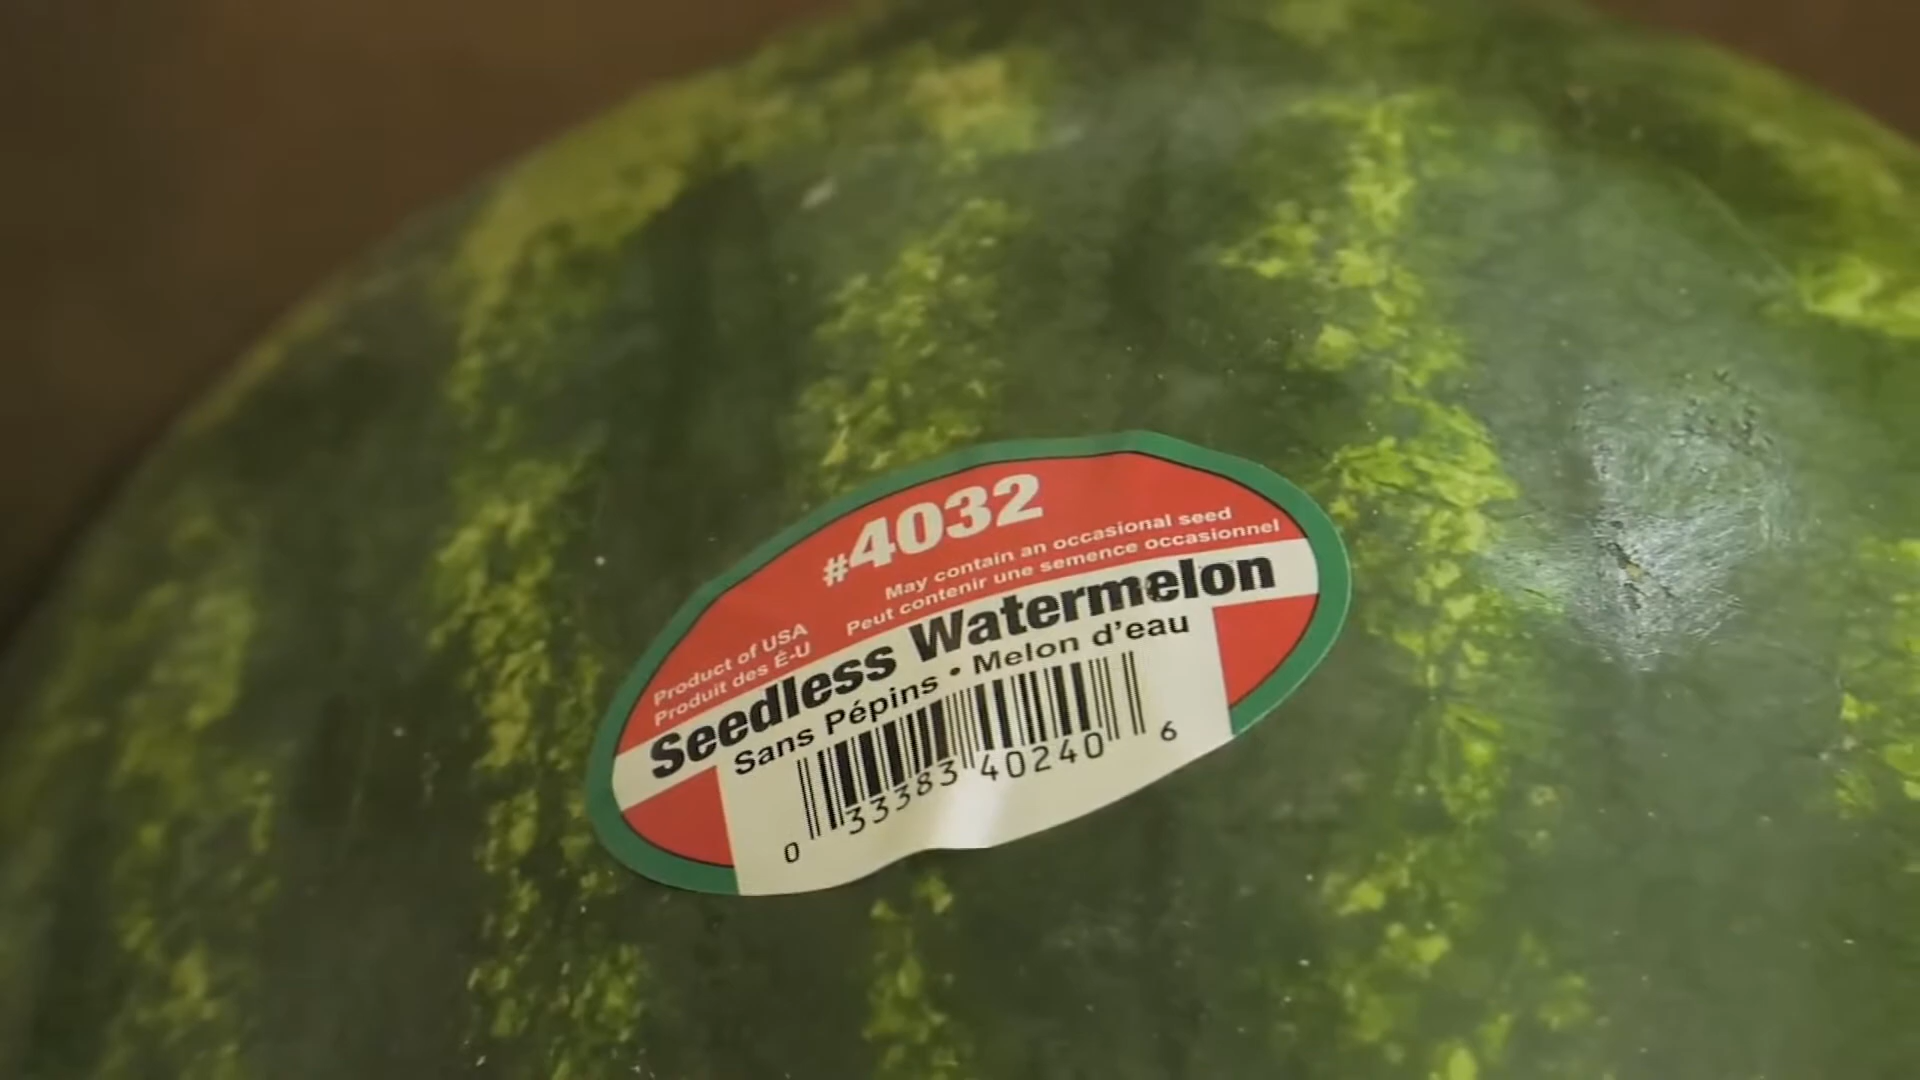 #4032
May contain an occasional seed
Peut contenir une semence occasionnel
Product of USA
Produit des É-U
Seedless Watermelon
Sans Pépins • Melon d'eau
0 33383 40240 6